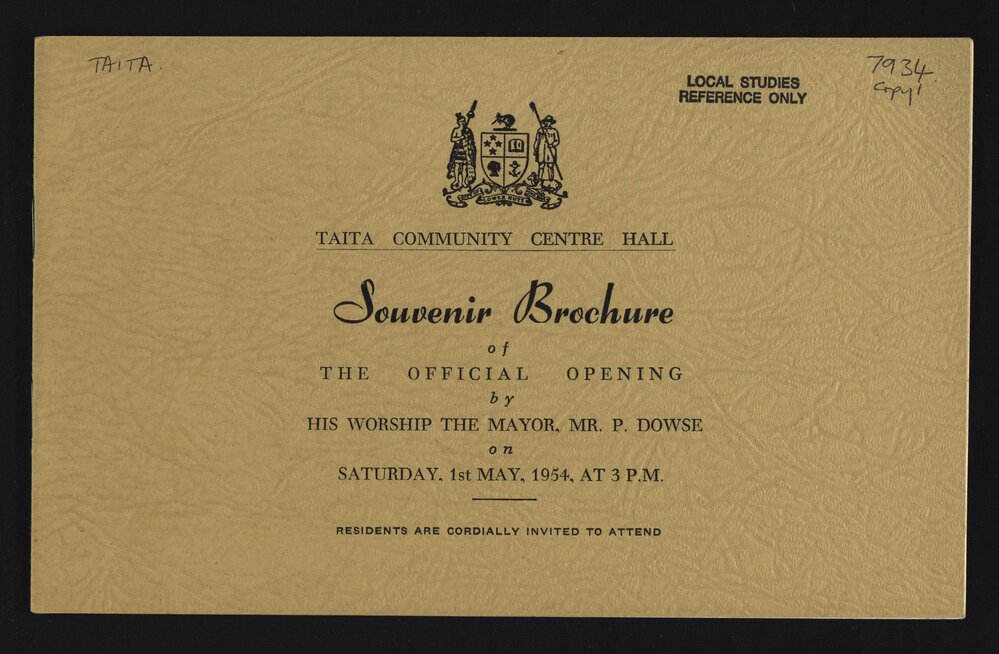 TAITA.
7934
Copy 1
LOCAL STUDIES
REFERENCE ONLY
LOWER HUTT
TAITA COMMUNITY CENTRE HALL
Souvenir Brochure
of
THE OFFICIAL OPENING
by
HIS WORSHIP THE MAYOR, MR. P. DOWSE
on
SATURDAY, 1st MAY, 1954, AT 3 P.M.
RESIDENTS ARE CORDIALLY INVITED TO ATTEND